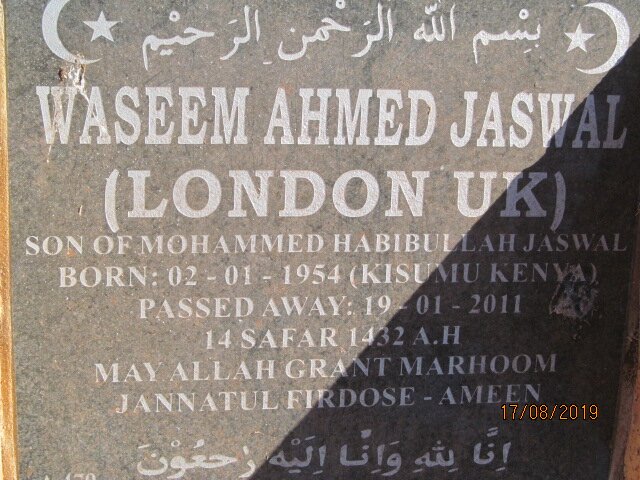 بِسْمِ اللهِ الرَحْمنِ الرَحِيْمِ
WASEEM AHMED JASWAL
(LONDON UK)
SON OF MOHAMMED HABIBULLAH JASWAL
BORN: 02 - 01 - 1954 (KISUMU KENYA)
PASSED AWAY: 19 - 01 - 2011
14 SAFAR 1432 A.H
MAY ALLAH GRANT MARHOOM
JANNATUL FIRDOSE - AMEEN
17/08/2019
اِنَّا لِلّٰهِ وَاِنَّا اِلَيْهِ رٰجِعُوْنَ